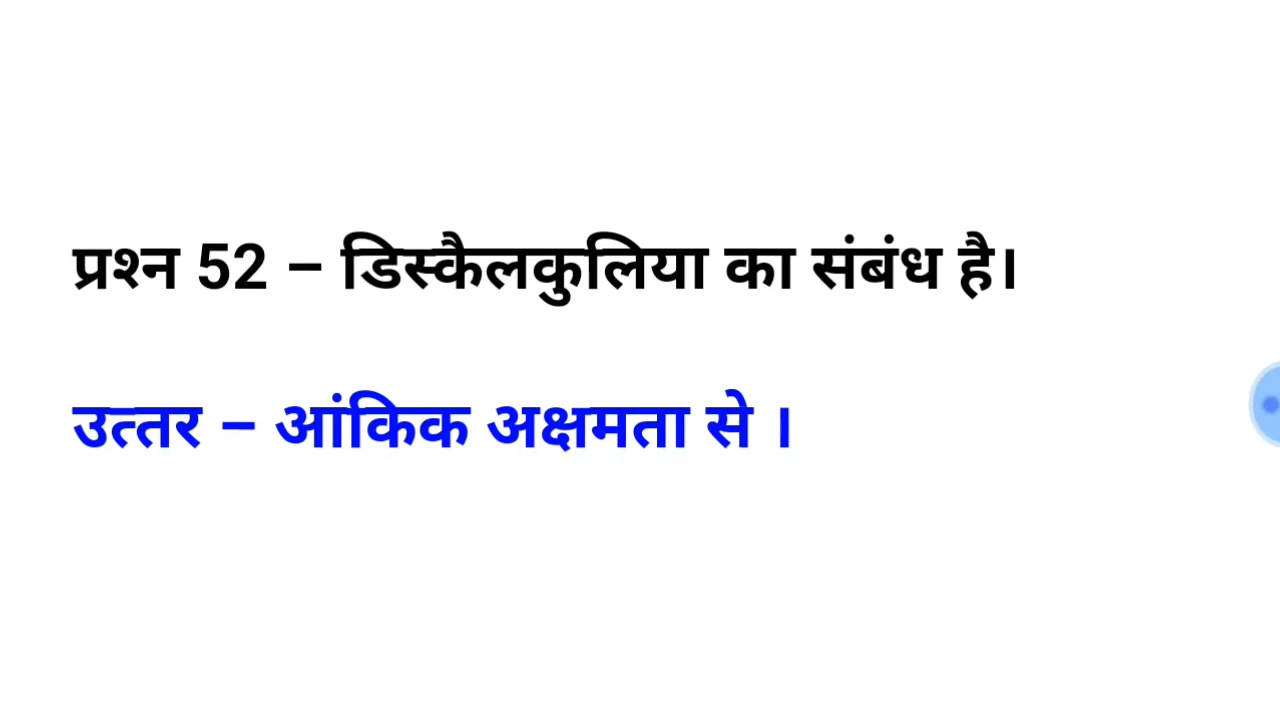 प्रश्न 52 – डिस्कैलकुलिया का संबंध है।
उत्तर – आंकिक अक्षमता से ।